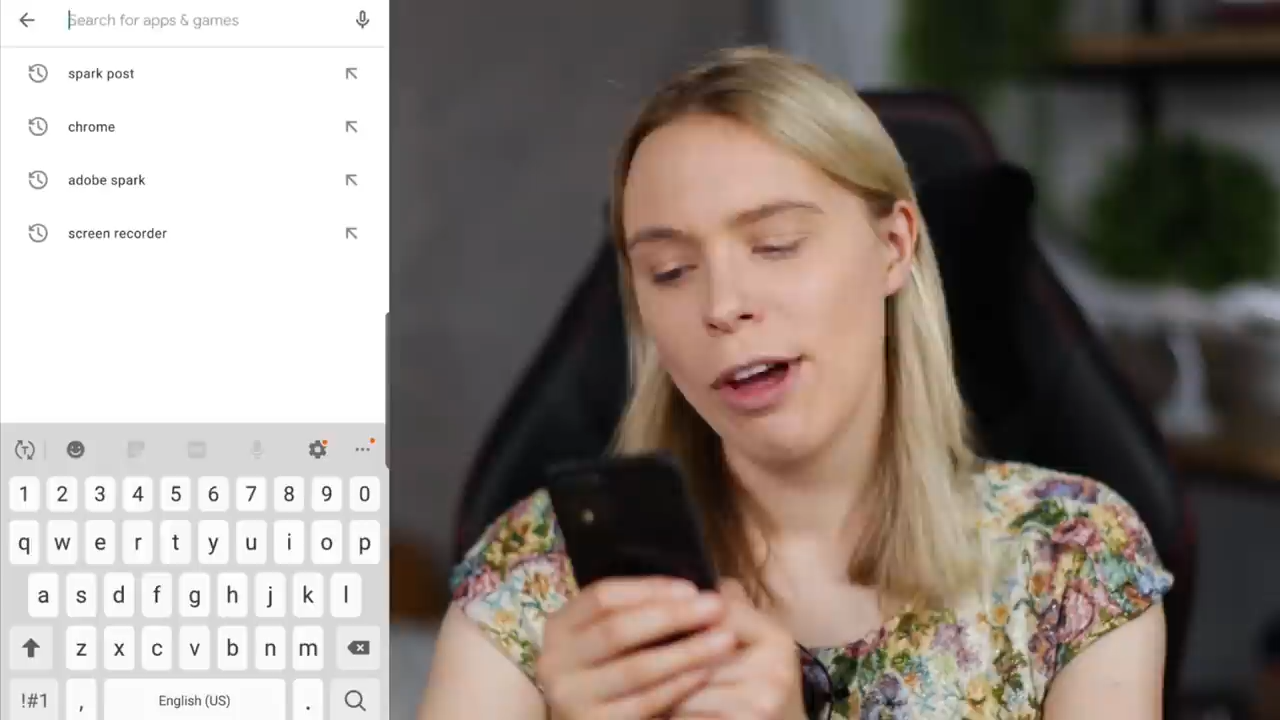 Search for apps & games
spark post
chrome
adobe spark
screen recorder
1 2 3 4 5 6 7 8 9 0
q w e r t y u i o p
a s d f g h j k l
z x c v b n m
!#1 , English (US) .